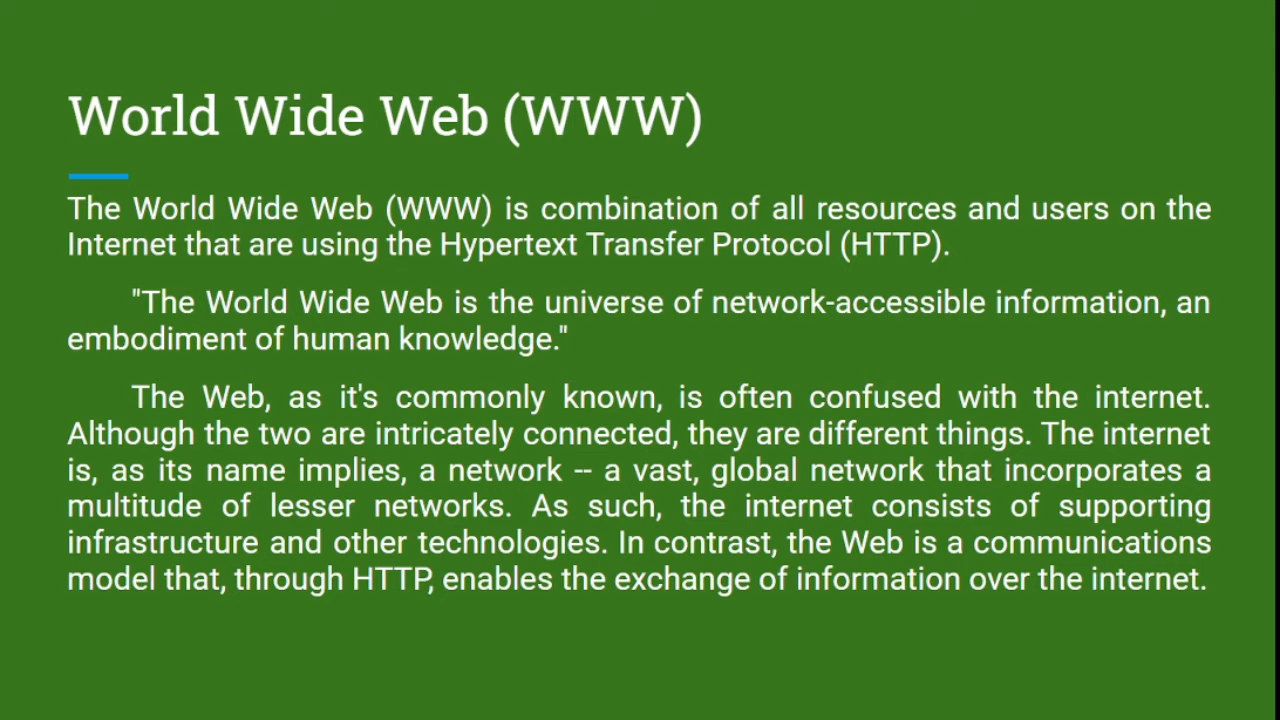 World Wide Web (WWW)
The World Wide Web (WWW) is combination of all resources and users on the
Internet that are using the Hypertext Transfer Protocol (HTTP).
"The World Wide Web is the universe of network-accessible information, an
embodiment of human knowledge."
The Web, as it's commonly known, is often confused with the internet.
Although the two are intricately connected, they are different things. The internet
is, as its name implies, a network -- a vast, global network that incorporates a
multitude of lesser networks. As such, the internet consists of supporting
infrastructure and other technologies. In contrast, the Web is a communications
model that, through HTTP, enables the exchange of information over the internet.